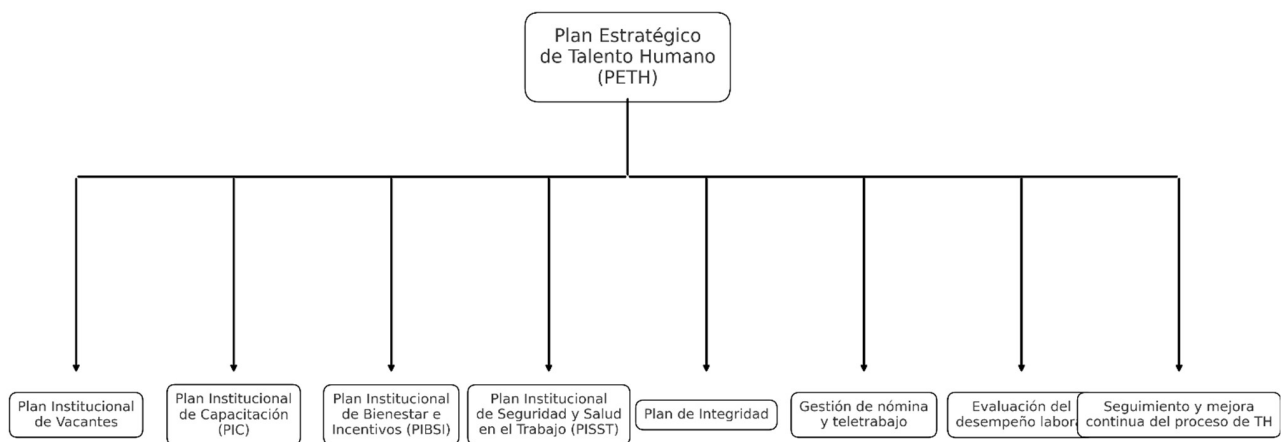 Plan Estratégico
de Talento Humano
(PETH)
Plan Institucional
de Vacantes
Plan Institucional
de Capacitación
(PIC)
Plan Institucional
de Bienestar e
Incentivos (PIBSI)
Plan Institucional
de Seguridad y Salud
en el Trabajo (PISST)
Plan de Integridad
Gestión de nómina
y teletrabajo
Evaluación del
desempeño labora
Seguimiento y mejora
continua del proceso de TH